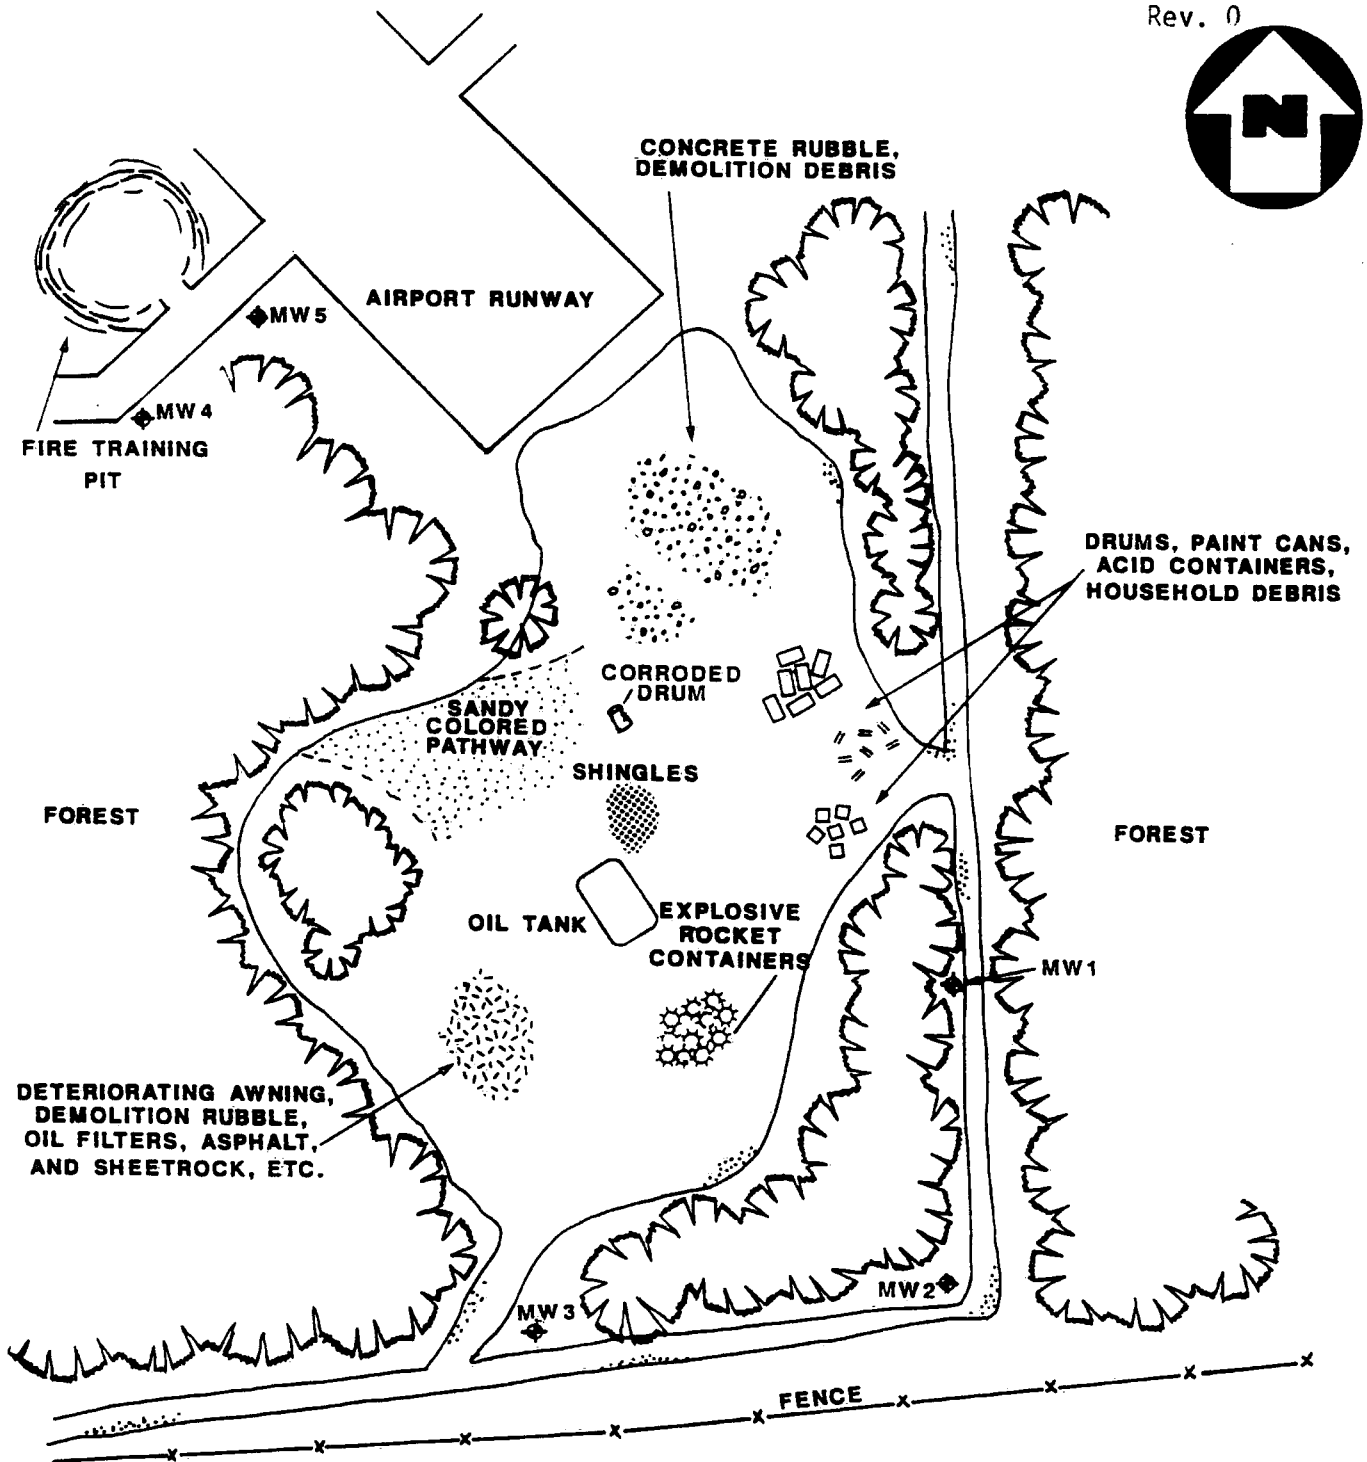 Rev. 0
N
CONCRETE RUBBLE,
DEMOLITION DEBRIS
AIRPORT RUNWAY
MW5
MW4
FIRE TRAINING
PIT
DRUMS, PAINT CANS,
ACID CONTAINERS,
HOUSEHOLD DEBRIS
CORRODED
DRUM
SANDY
COLORED
PATHWAY
SHINGLES
FOREST
FOREST
OIL TANK
EXPLOSIVE
ROCKET
CONTAINERS
MW1
DETERIORATING AWNING,
DEMOLITION RUBBLE,
OIL FILTERS, ASPHALT,
AND SHEETROCK, ETC.
MW2
MW3
FENCE